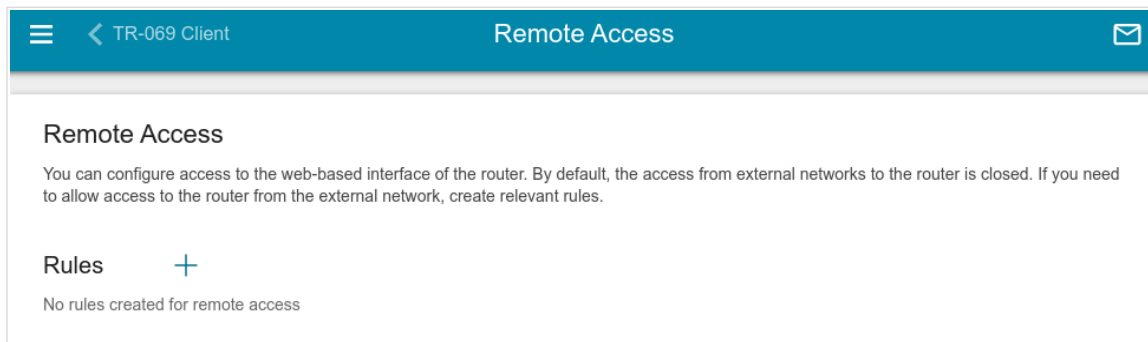 TR-069 Client
Remote Access
Remote Access
You can configure access to the web-based interface of the router. By default, the access from external networks to the router is closed. If you need
to allow access to the router from the external network, create relevant rules.
Rules
No rules created for remote access